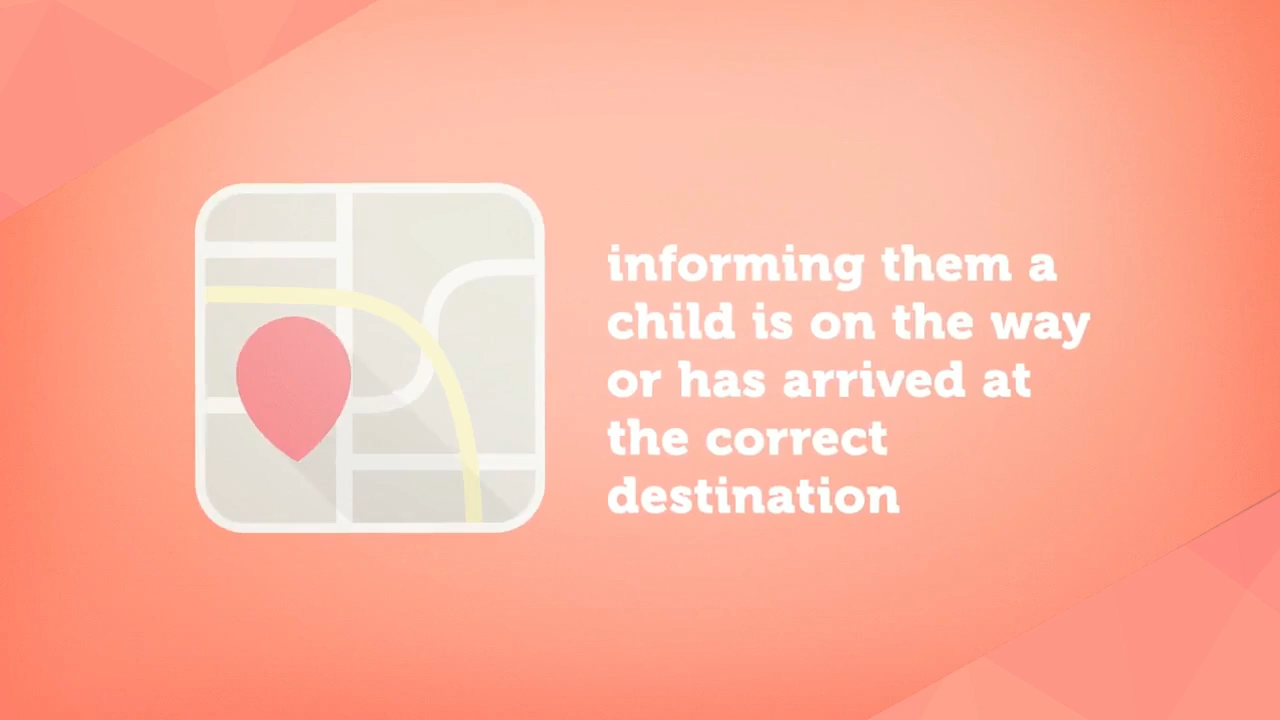 informing them a
child is on the way
or has arrived at
the correct
destination